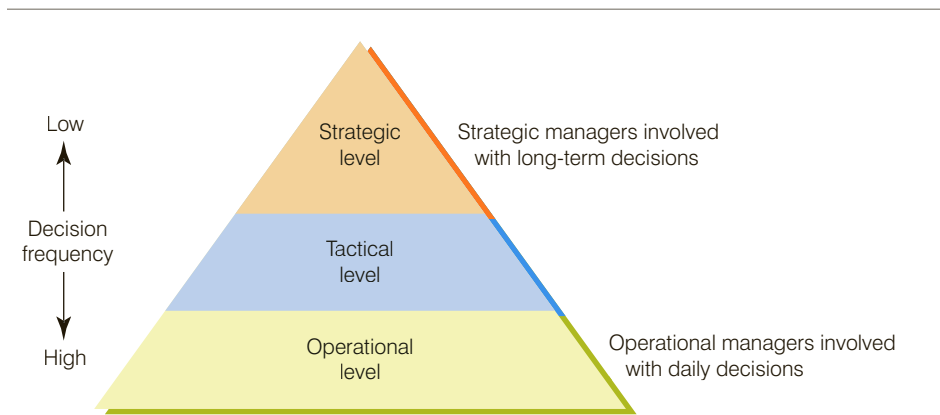 Low
Decision
frequency
High
Strategic
level
Tactical
level
Operational
level
Strategic managers involved
with long-term decisions
Operational managers involved
with daily decisions